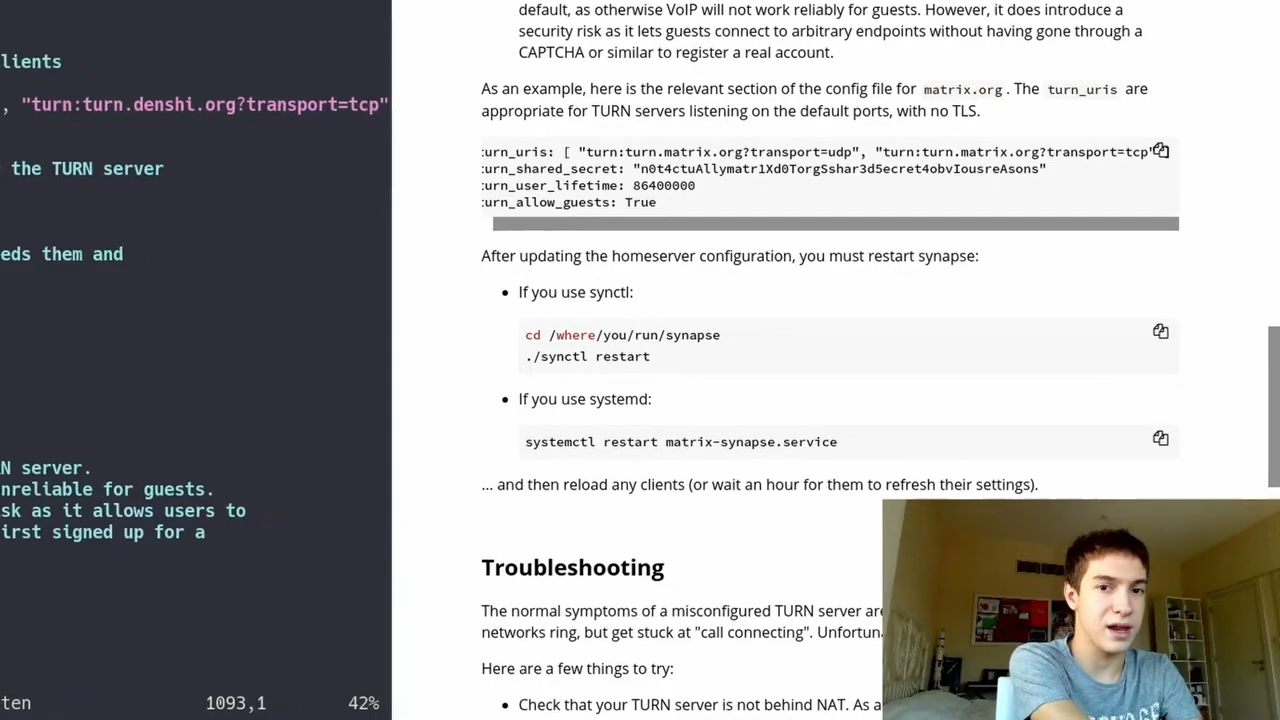 lients
, "turn:turn.denshi.org?transport=tcp"
the TURN server
eds them and
N server.
nreliable for guests.
sk as it allows users to
irst signed up for a
ten 1093,1 42%
default, as otherwise VoIP will not work reliably for guests. However, it does introduce a
security risk as it lets guests connect to arbitrary endpoints without having gone through a
CAPTCHA or similar to register a real account.
As an example, here is the relevant section of the config file for matrix.org. The turn_uris are
appropriate for TURN servers listening on the default ports, with no TLS.
turn_uris: [ "turn:turn.matrix.org?transport=udp", "turn:turn.matrix.org?transport=tcp"
turn_shared_secret: "n0t4ctuAllymatr1Xd0TorgSshar3d5ecret4obvIousreAsons"
turn_user_lifetime: 86400000
turn_allow_guests: True
After updating the homeserver configuration, you must restart synapse:
• If you use synctl:
cd /where/you/run/synapse
./synctl restart
• If you use systemd:
systemctl restart matrix-synapse.service
... and then reload any clients (or wait an hour for them to refresh their settings).
Troubleshooting
The normal symptoms of a misconfigured TURN server are
networks ring, but get stuck at "call connecting". Unfortuna
Here are a few things to try:
• Check that your TURN server is not behind NAT. As a